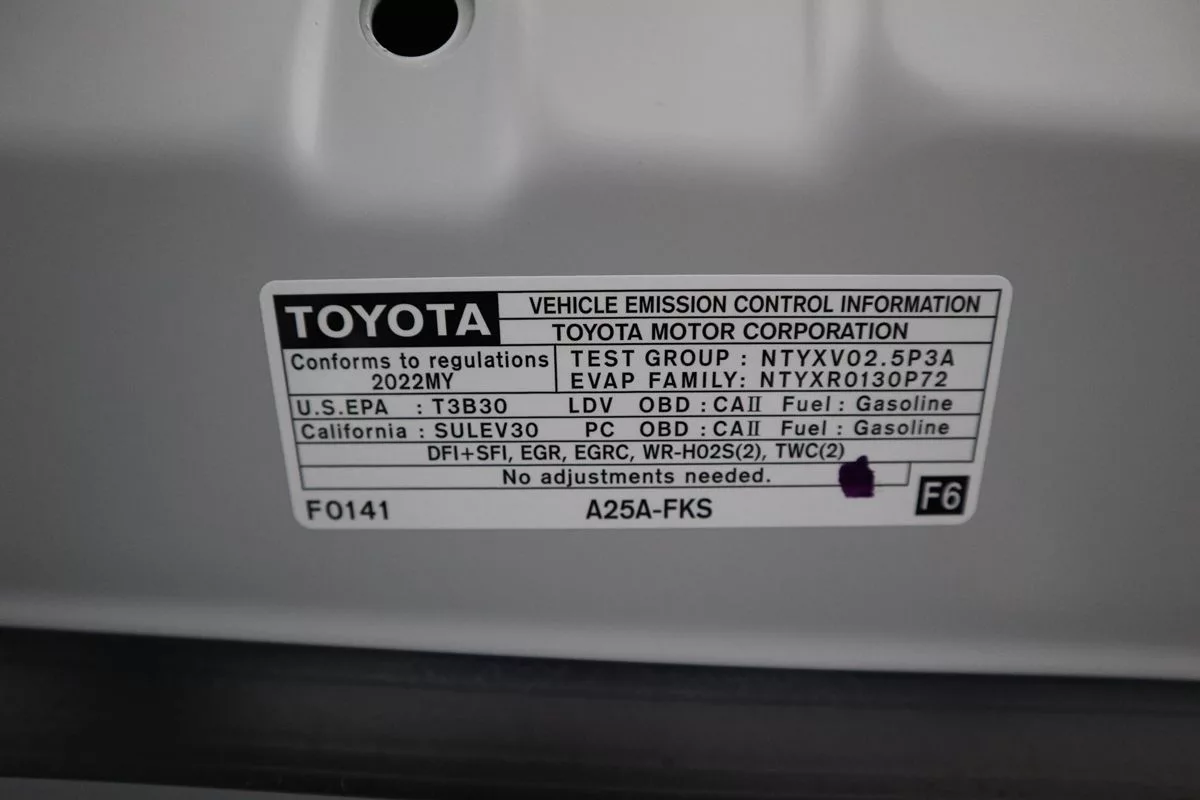 TOYOTA
VEHICLE EMISSION CONTROL INFORMATION
TOYOTA MOTOR CORPORATION
Conforms to regulations
2022MY
TEST GROUP : NTYXV02.5P3A
EVAP FAMILY: NTYXR0130P72
U.S.EPA : T3B30 LDV OBD : CAⅡ Fuel : Gasoline
California : SULEV30 PC OBD : CAⅡ Fuel : Gasoline
DFI+SFI, EGR, EGRC, WR-HO2S(2), TWC(2)
No adjustments needed.
F0141 A25A-FKS F6